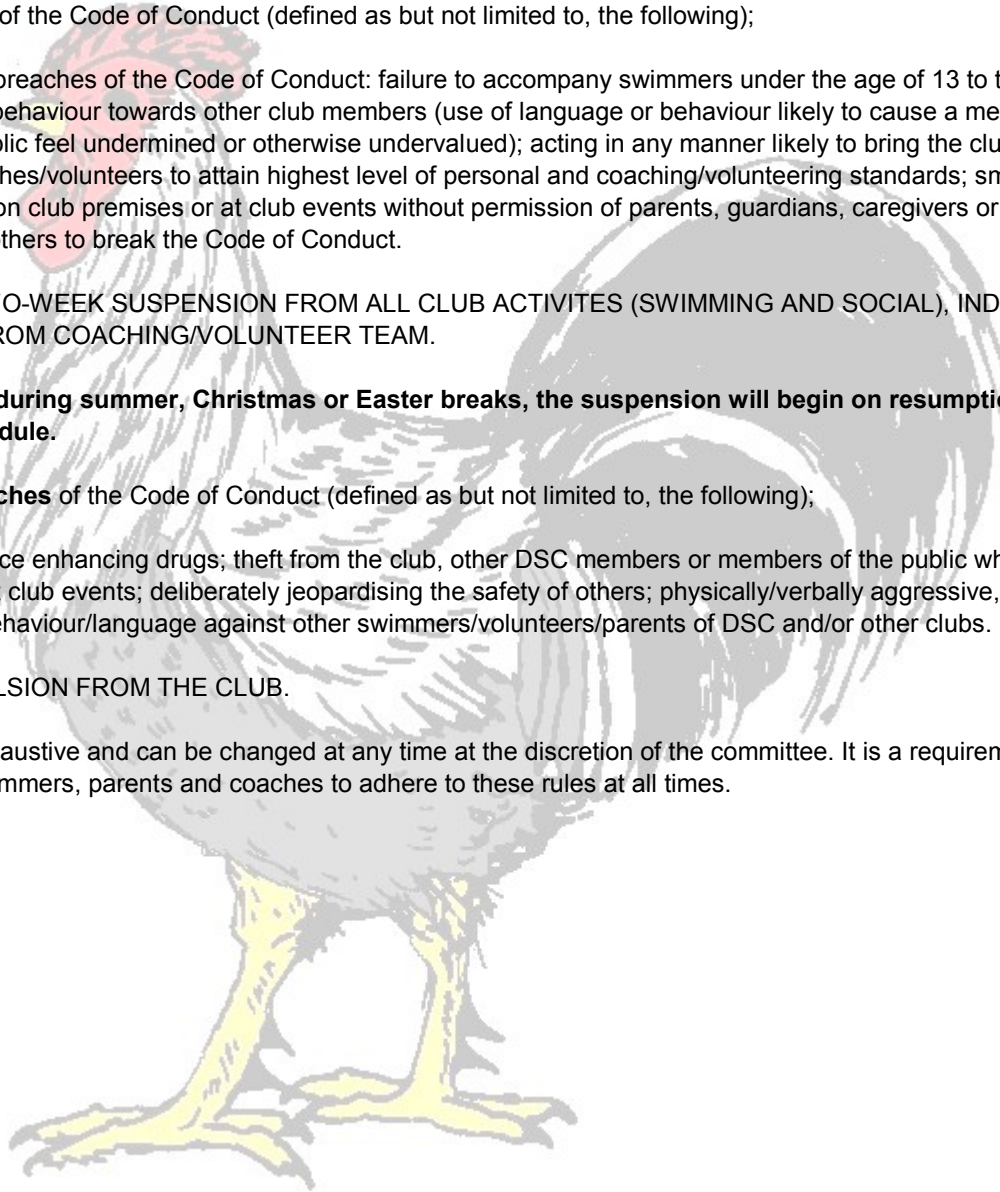 of the Code of Conduct (defined as but not limited to, the following);
breaches of the Code of Conduct: failure to accompany swimmers under the age of 13 to t
behaviour towards other club members (use of language or behaviour likely to cause a me
blic feel undermined or otherwise undervalued); acting in any manner likely to bring the clu
hes/volunteers to attain highest level of personal and coaching/volunteering standards; sm
on club premises or at club events without permission of parents, guardians, caregivers or
thers to break the Code of Conduct.
O-WEEK SUSPENSION FROM ALL CLUB ACTIVITES (SWIMMING AND SOCIAL), IND
ROM COACHING/VOLUNTEER TEAM.
during summer, Christmas or Easter breaks, the suspension will begin on resumptio
dule.
ches of the Code of Conduct (defined as but not limited to, the following);
ce enhancing drugs; theft from the club, other DSC members or members of the public wh
club events; deliberately jeopardising the safety of others; physically/verbally aggressive,
ehaviour/language against other swimmers/volunteers/parents of DSC and/or other clubs.
LSION FROM THE CLUB.
austive and can be changed at any time at the discretion of the committee. It is a requirem
mmers, parents and coaches to adhere to these rules at all times.